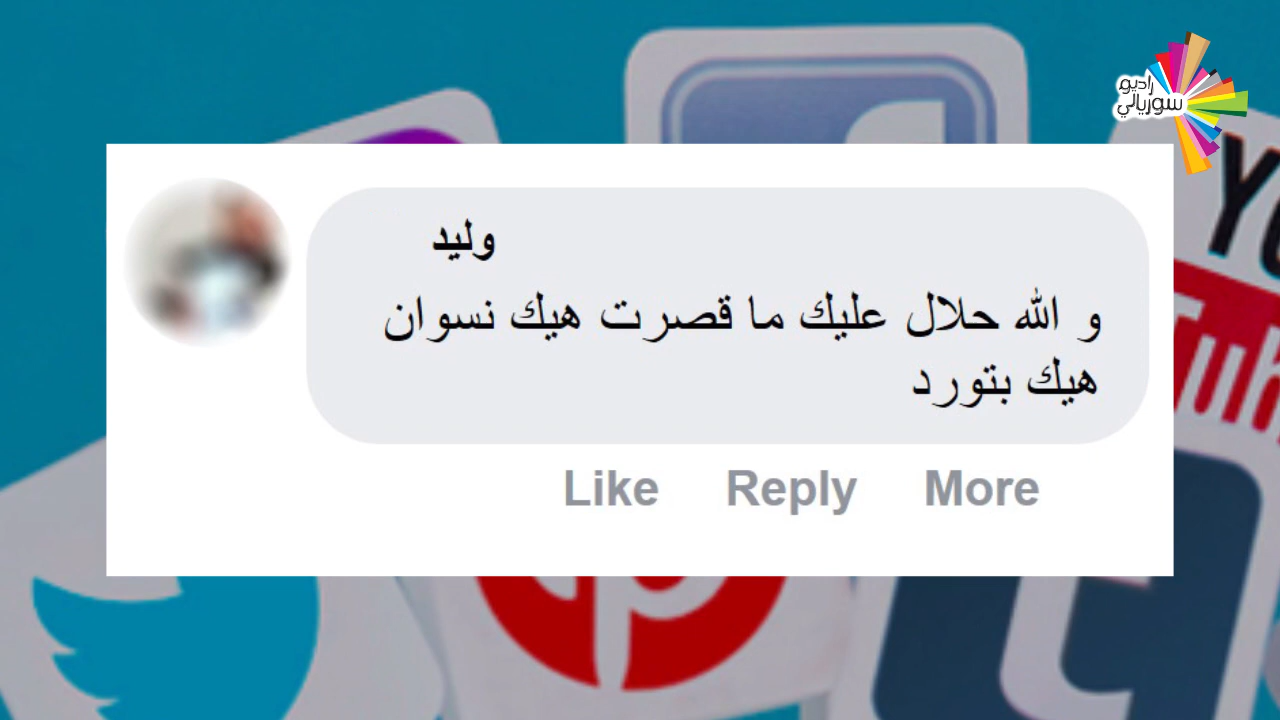 راديو
سوريالي
وليد
و الله حلال عليك ما قصرت هيك نسوان
هيك بتورد
Like Reply More